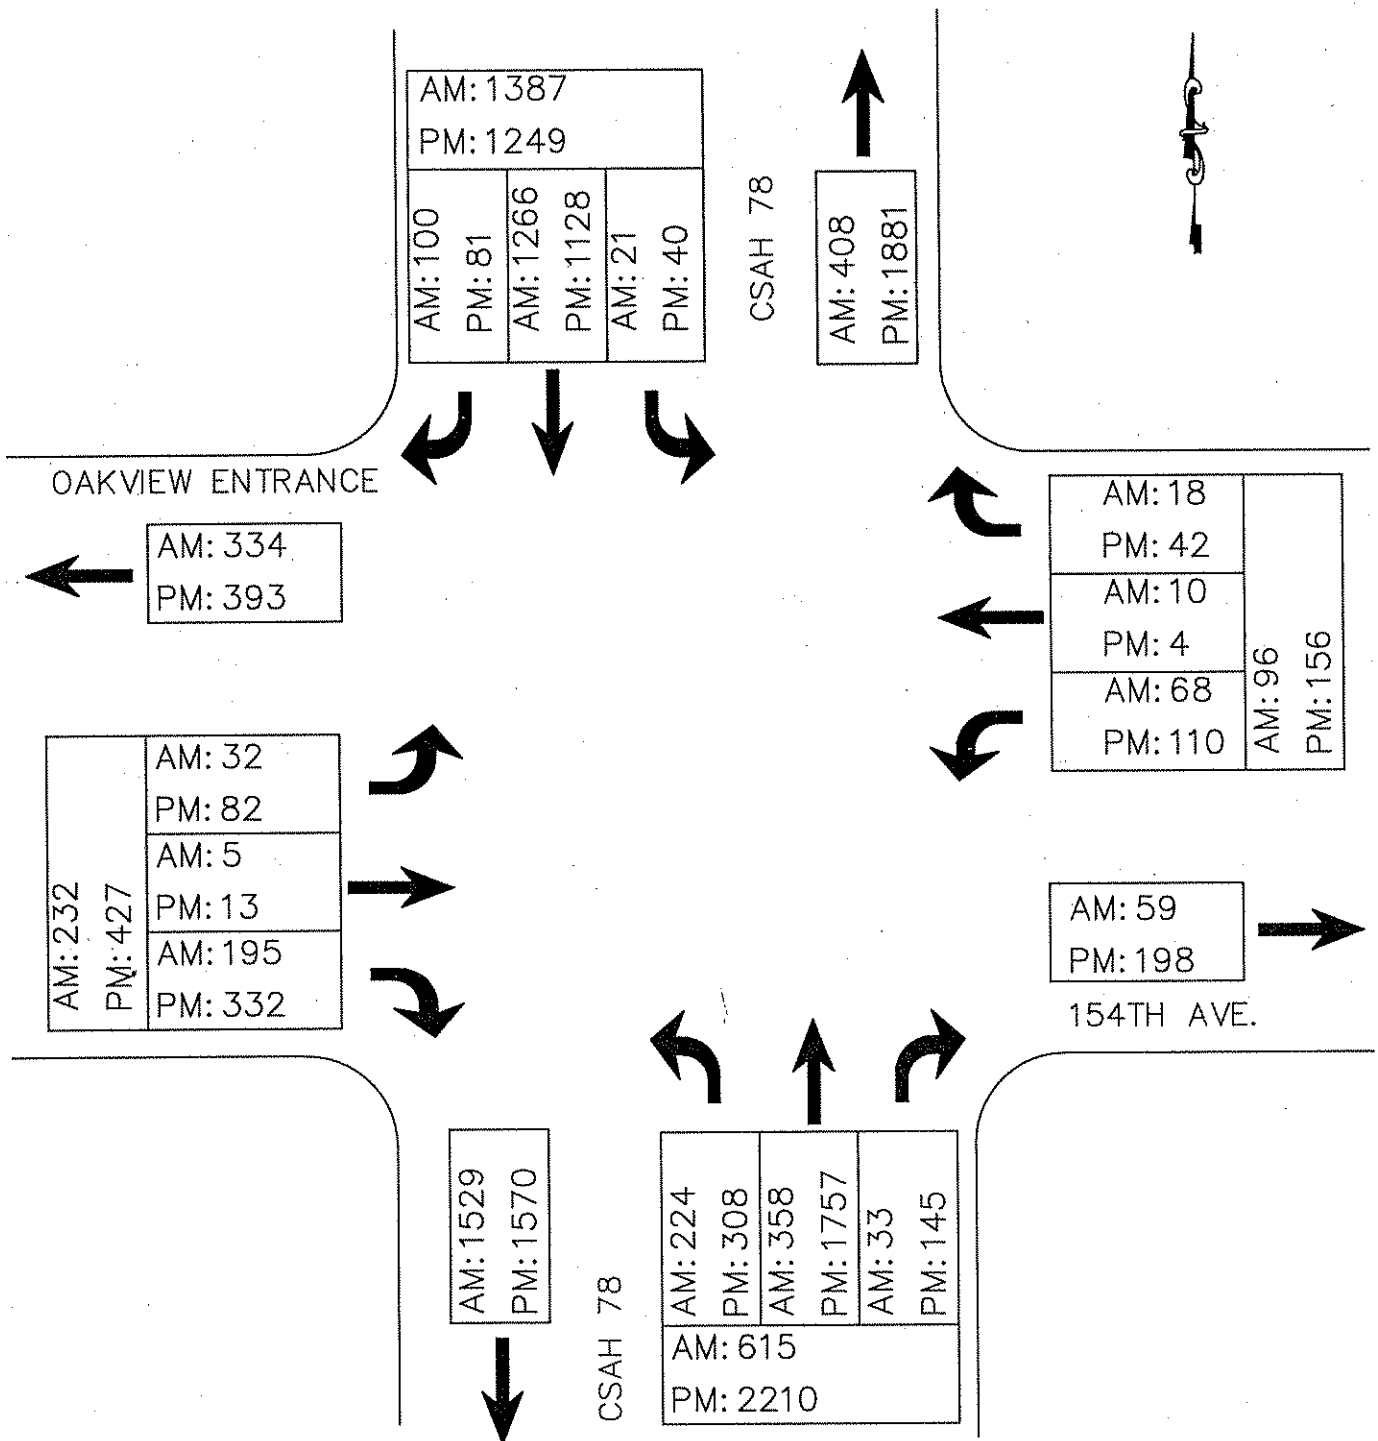 AM: 1387
PM: 1249
AM: 100
PM: 81
AM: 1266
PM: 1128
AM: 21
PM: 40
CSAH 78
AM: 408
PM: 1881
OAKVIEW ENTRANCE
AM: 334
PM: 393
AM: 18
PM: 42
AM: 10
PM: 4
AM: 68
PM: 110
AM: 96
PM: 156
AM: 232
PM: 427
AM: 32
PM: 82
AM: 5
PM: 13
AM: 195
PM: 332
AM: 59
PM: 198
154TH AVE.
AM: 1529
PM: 1570
CSAH 78
AM: 224
PM: 308
AM: 358
PM: 1757
AM: 33
PM: 145
AM: 615
PM: 2210